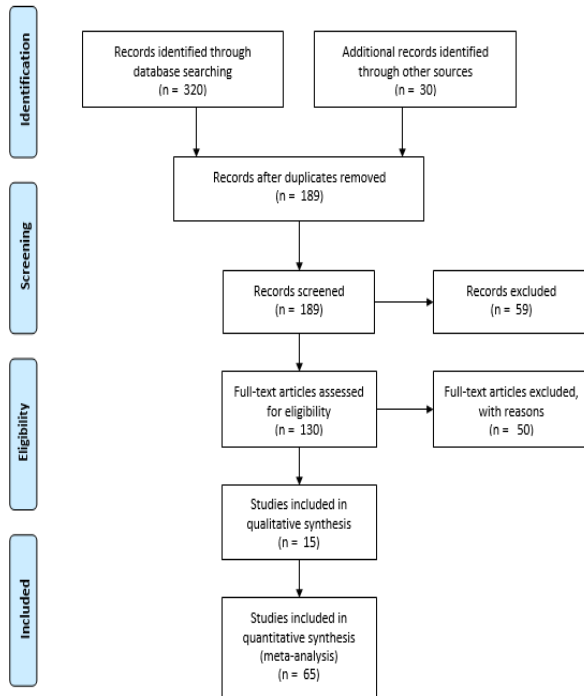 Identification
Records identified through
database searching
(n = 320)
Additional records identified
through other sources
(n = 30)
Records after duplicates removed
(n = 189)
Screening
Records screened
(n = 189)
Records excluded
(n = 59)
Eligibility
Full-text articles assessed
for eligibility
(n = 130)
Full-text articles excluded,
with reasons
(n = 50)
Studies included in
qualitative synthesis
(n = 15)
Included
Studies included in
quantitative synthesis
(meta-analysis)
(n = 65)